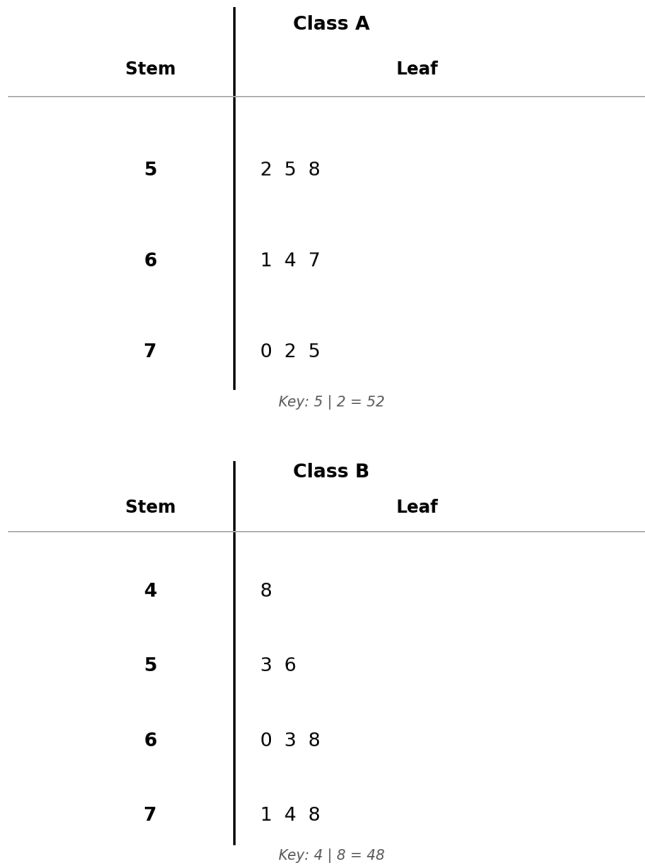 Class A
Stem Leaf
5 2 5 8
6 1 4 7
7 0 2 5
Key: 5 | 2 = 52
Class B
Stem Leaf
4 8
5 3 6
6 0 3 8
7 1 4 8
Key: 4 | 8 = 48